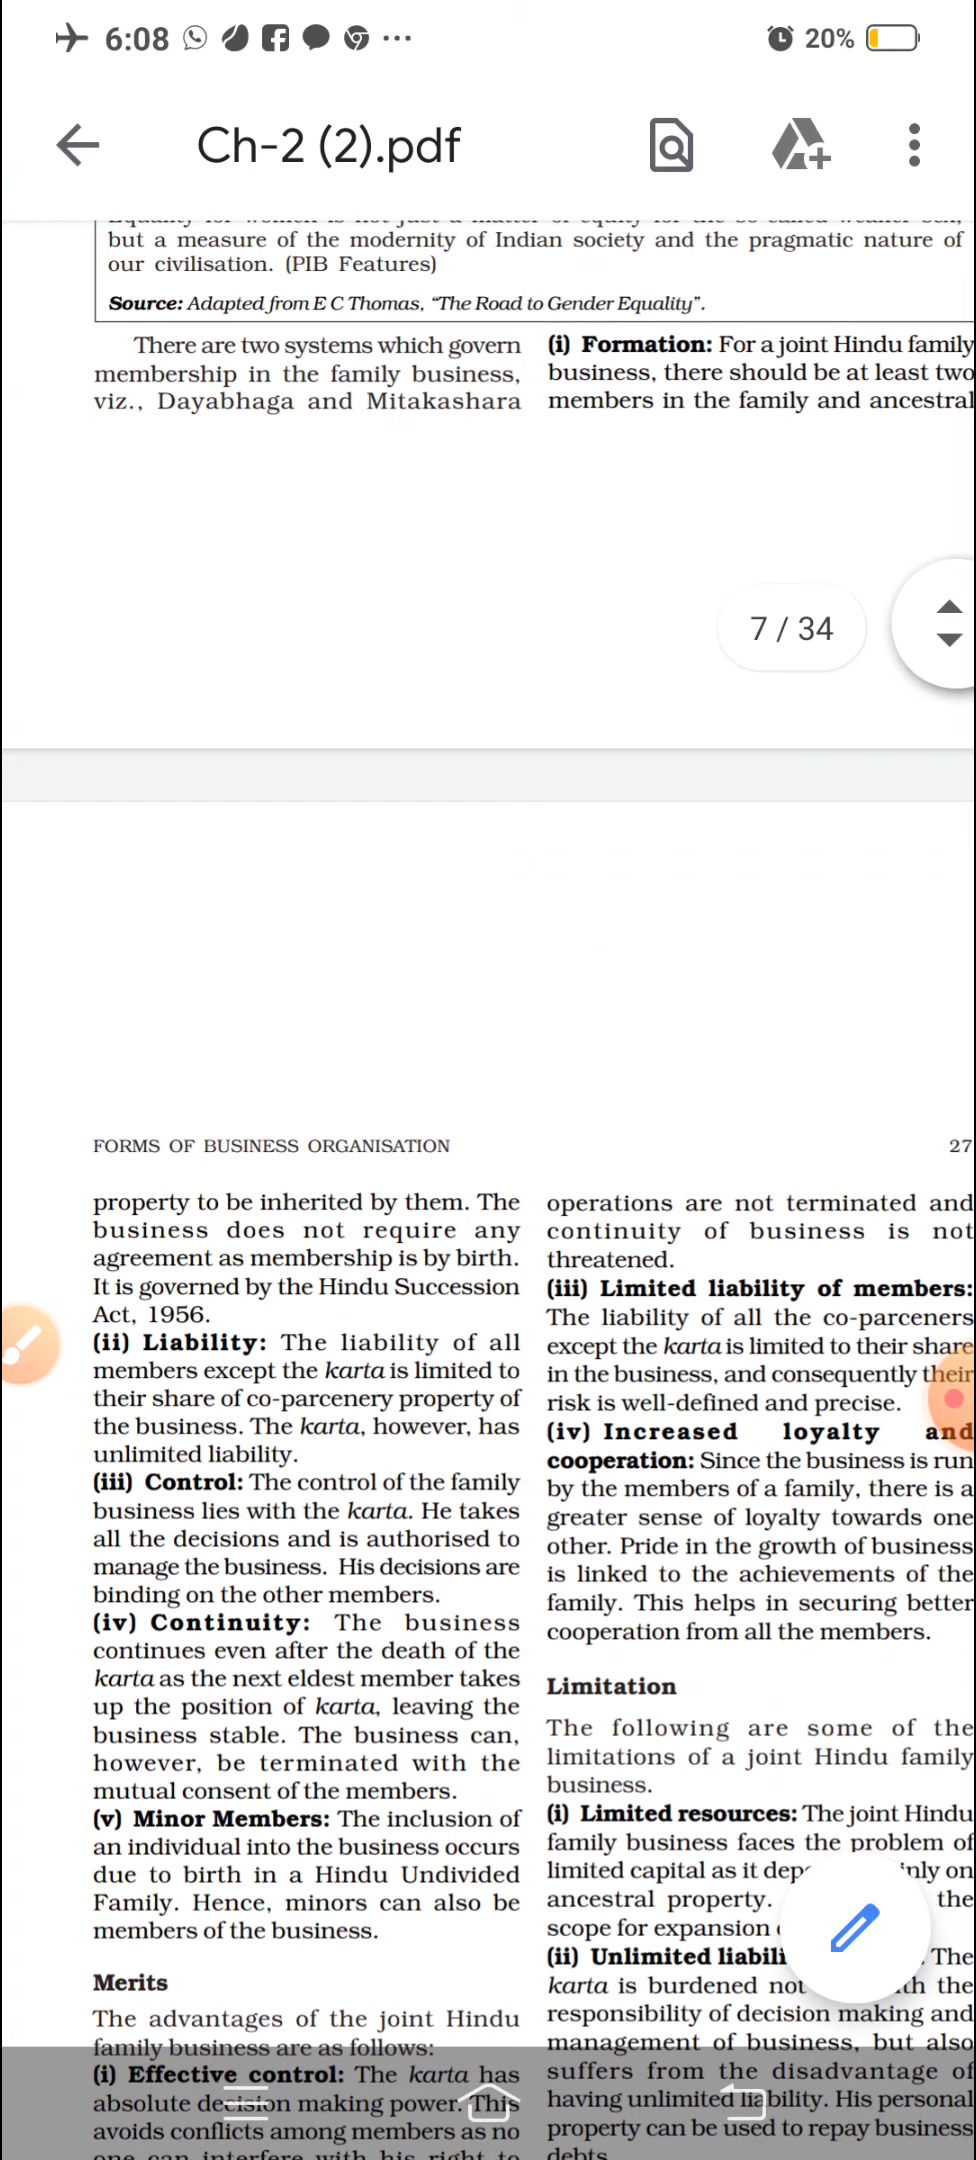 6:08
20%
Ch-2 (2).pdf
but a measure of the modernity of Indian society and the pragmatic nature of
our civilisation. (PIB Features)
Source: Adapted from E C Thomas, “The Road to Gender Equality”.
There are two systems which govern
membership in the family business,
viz., Dayabhaga and Mitakashara
(i) Formation: For a joint Hindu family
business, there should be at least two
members in the family and ancestral
7 / 34
FORMS OF BUSINESS ORGANISATION
27
property to be inherited by them. The
business does not require any
agreement as membership is by birth.
It is governed by the Hindu Succession
Act, 1956.
(ii) Liability: The liability of all
members except the karta is limited to
their share of co-parcenery property of
the business. The karta, however, has
unlimited liability.
(iii) Control: The control of the family
business lies with the karta. He takes
all the decisions and is authorised to
manage the business. His decisions are
binding on the other members.
(iv) Continuity: The business
continues even after the death of the
karta as the next eldest member takes
up the position of karta, leaving the
business stable. The business can,
however, be terminated with the
mutual consent of the members.
(v) Minor Members: The inclusion of
an individual into the business occurs
due to birth in a Hindu Undivided
Family. Hence, minors can also be
members of the business.
Merits
The advantages of the joint Hindu
family business are as follows:
(i) Effective control: The karta has
absolute decision making power. This
avoids conflicts among members as no
one can interfere with his right to
operations are not terminated and
continuity of business is not
threatened.
(iii) Limited liability of members:
The liability of all the co-parceners
except the karta is limited to their share
in the business, and consequently their
risk is well-defined and precise.
(iv) Increased loyalty and
cooperation: Since the business is run
by the members of a family, there is a
greater sense of loyalty towards one
other. Pride in the growth of business
is linked to the achievements of the
family. This helps in securing better
cooperation from all the members.
Limitation
The following are some of the
limitations of a joint Hindu family
business.
(i) Limited resources: The joint Hindu
family business faces the problem of
limited capital as it on
ancestral property. the
scope for expansion
(ii) Unlimited The
karta is burdened the
responsibility of decision making and
management of business, but also
suffers from the disadvantage of
having unlimited liability. His personal
property can be used to repay business
debts.